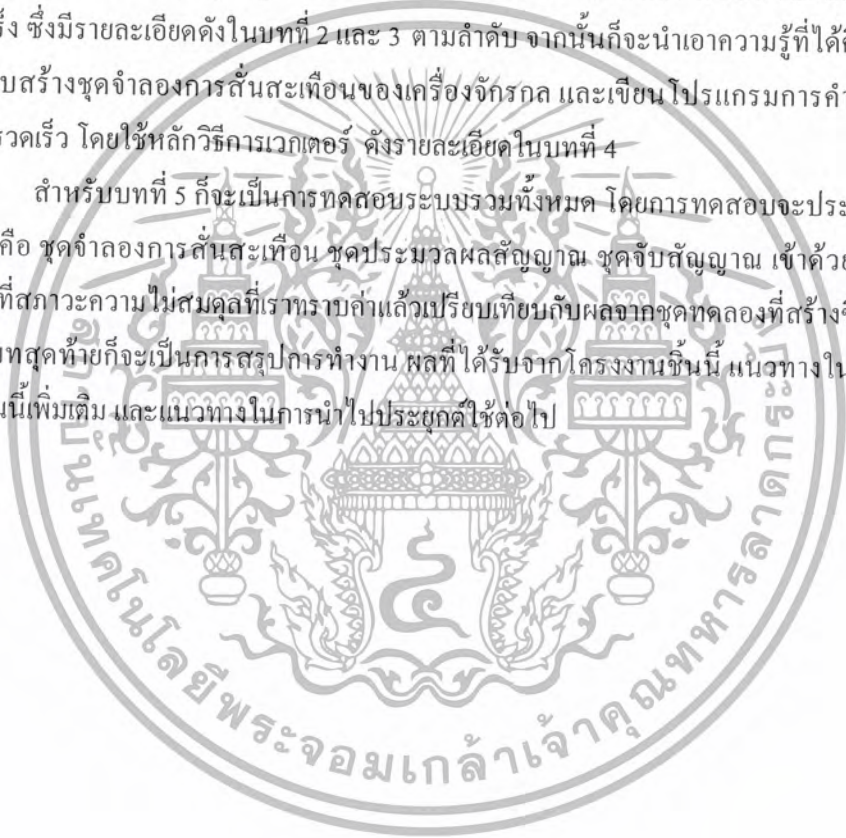 ร็ง ซึ่งมีรายละเอียดดังในบทที่ 2 และ 3 ตามลำดับ จากนั้นก็จะนำเอาความรู้ที่ได้
บสร้างชุดจำลองการสั่นสะเทือนของเครื่องจักรกล และเขียนโปรแกรมการคำ
รวดเร็ว โดยใช้หลักวิธีการเวกเตอร์ ดังรายละเอียดในบทที่ 4
สำหรับบทที่ 5 ก็จะเป็นการทดสอบระบบรวมทั้งหมด โดยการทดสอบจะประ
คือ ชุดจำลองการสั่นสะเทือน ชุดประมวลผลสัญญาณ ชุดจับสัญญาณ เข้าด้วย
ที่สภาวะความไม่สมดุลที่เราทราบค่าแล้วเปรียบเทียบกับผลจากชุดทดลองที่สร้าง
ทสุดท้ายก็จะเป็นการสรุปการทำงาน ผลที่ได้รับจากโครงงานชิ้นนี้ แนวทางใน
นนี้เพิ่มเติม และแนวทางในการนำไปประยุกต์ใช้ต่อไป
สถาบันเทคโนโลยีพระจอมเกล้าเจ้าคุณทหารลาดกระบัง